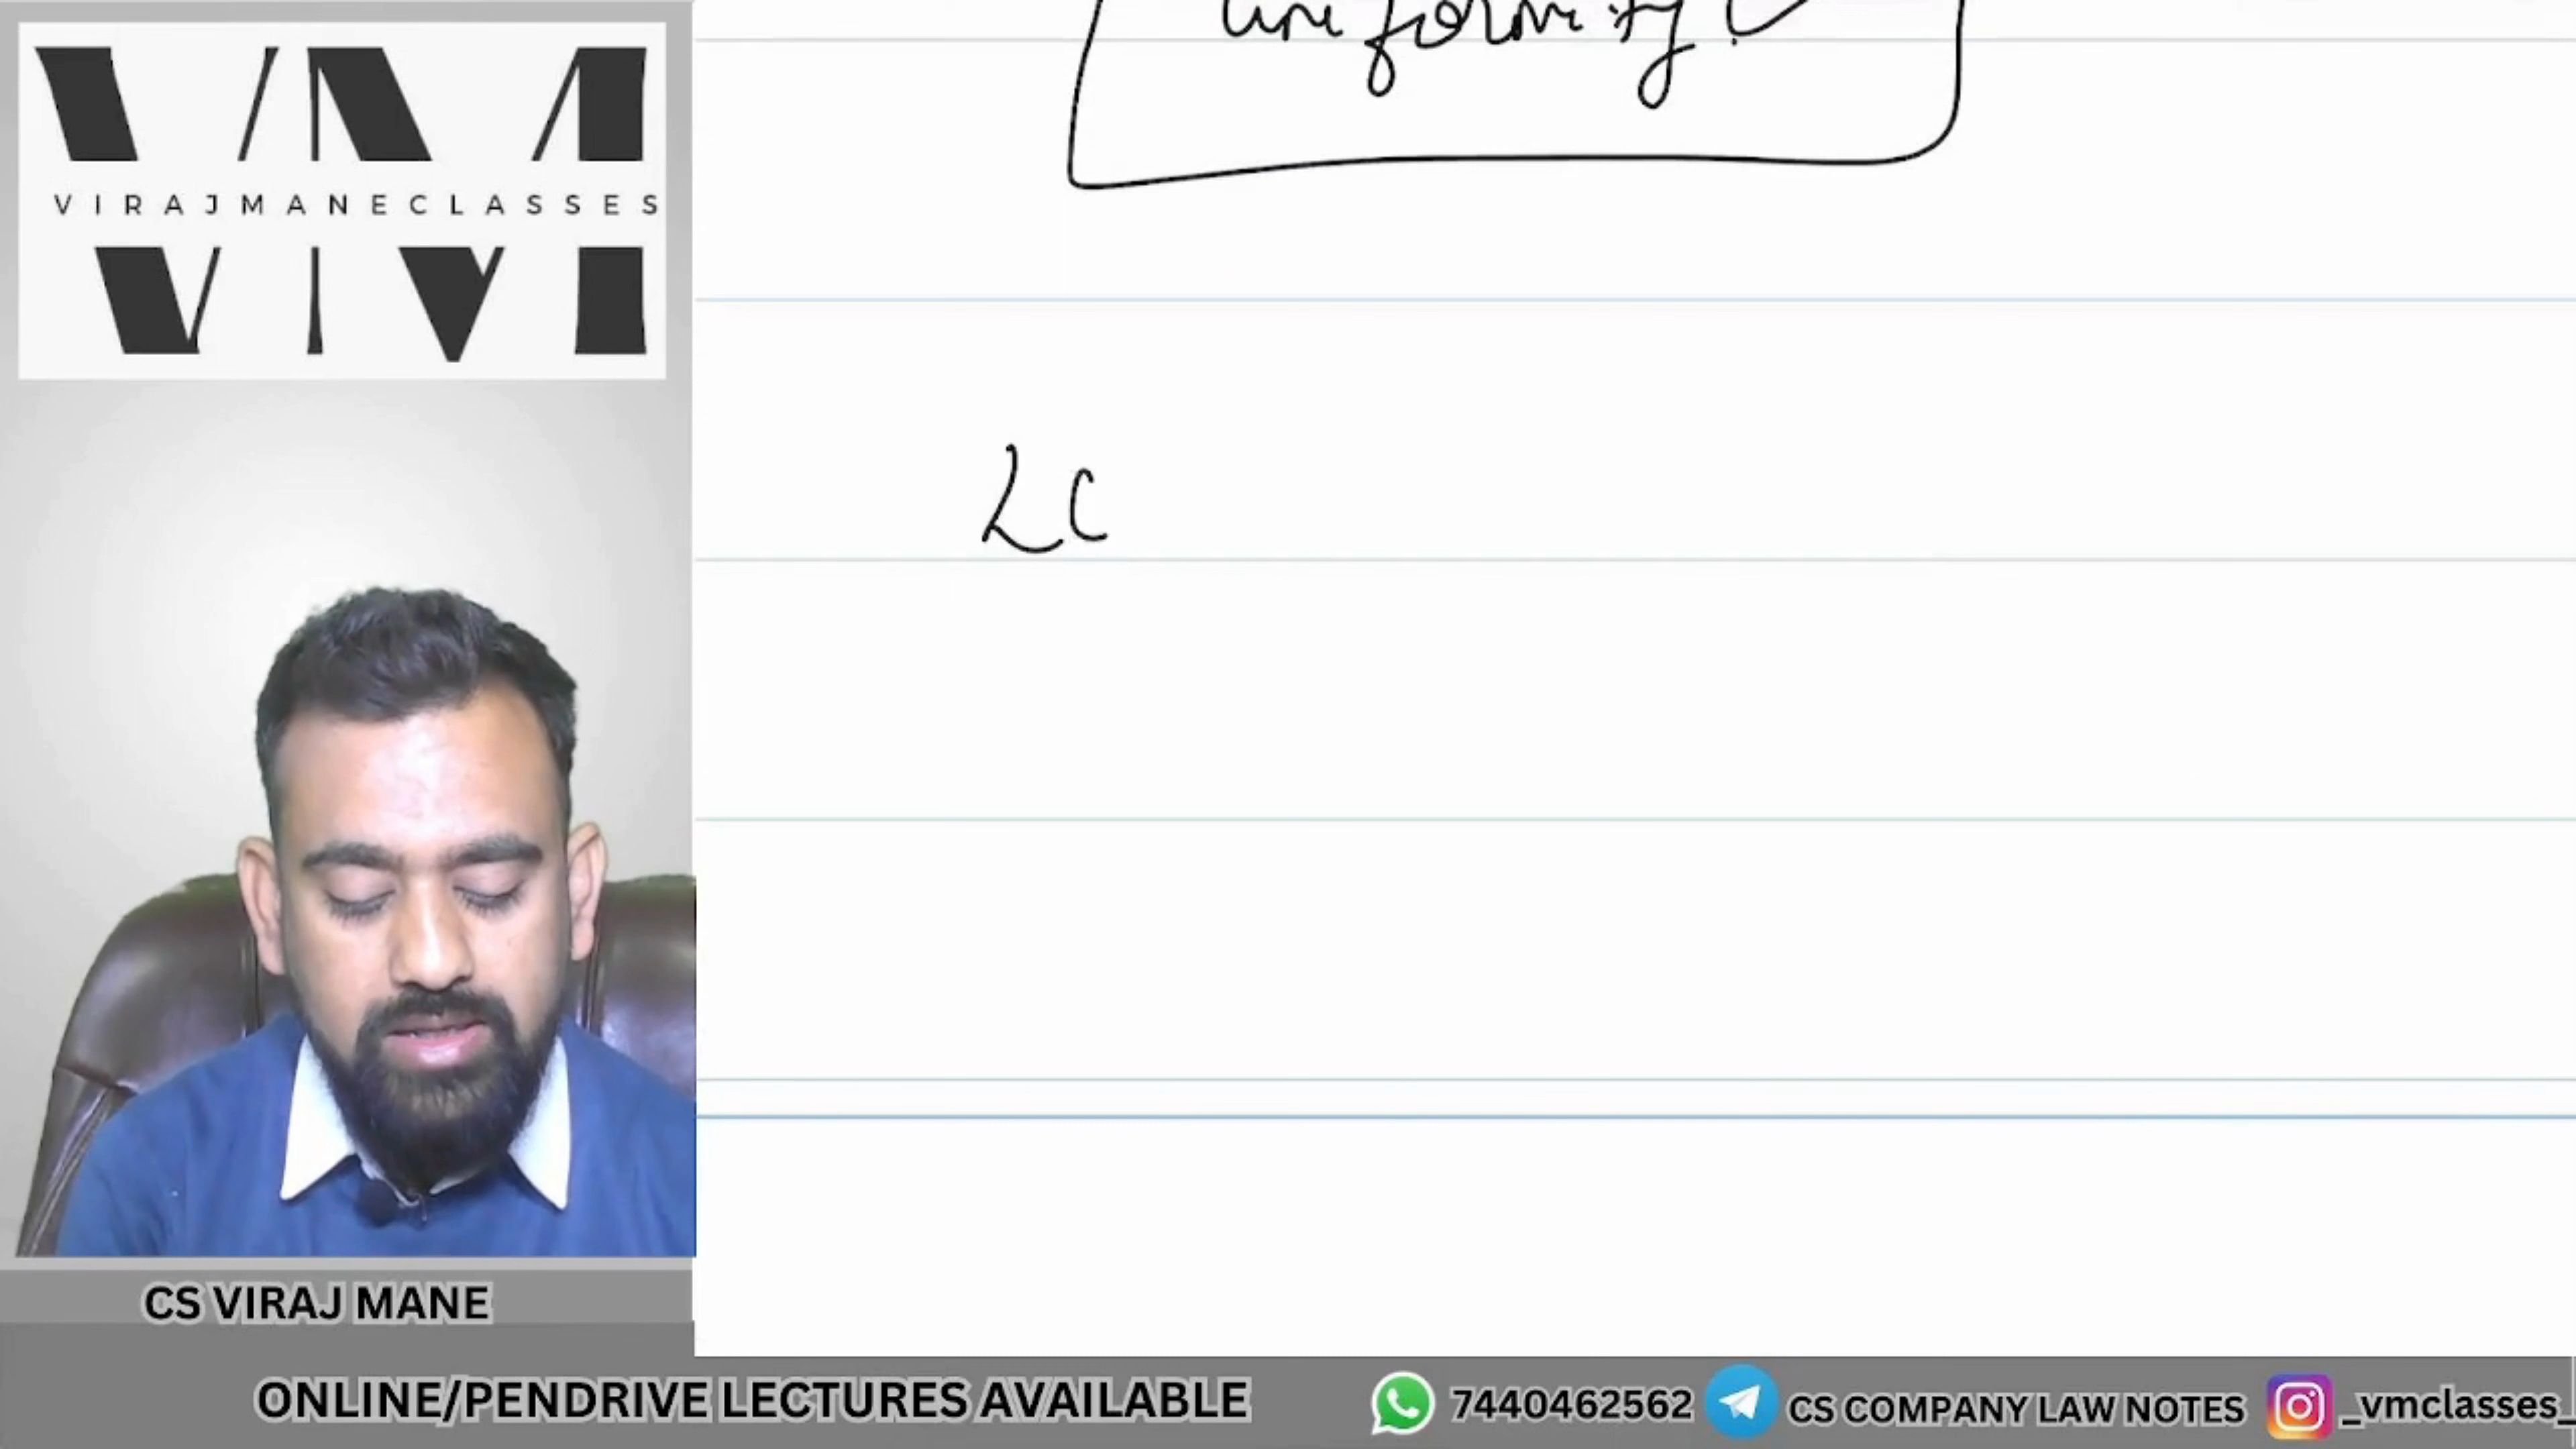 VIRAJMANECLASSES
uniformity.
LC
CS VIRAJ MANE
ONLINE/PENDRIVE LECTURES AVAILABLE
7440462562
CS COMPANY LAW NOTES
_vmclasses_